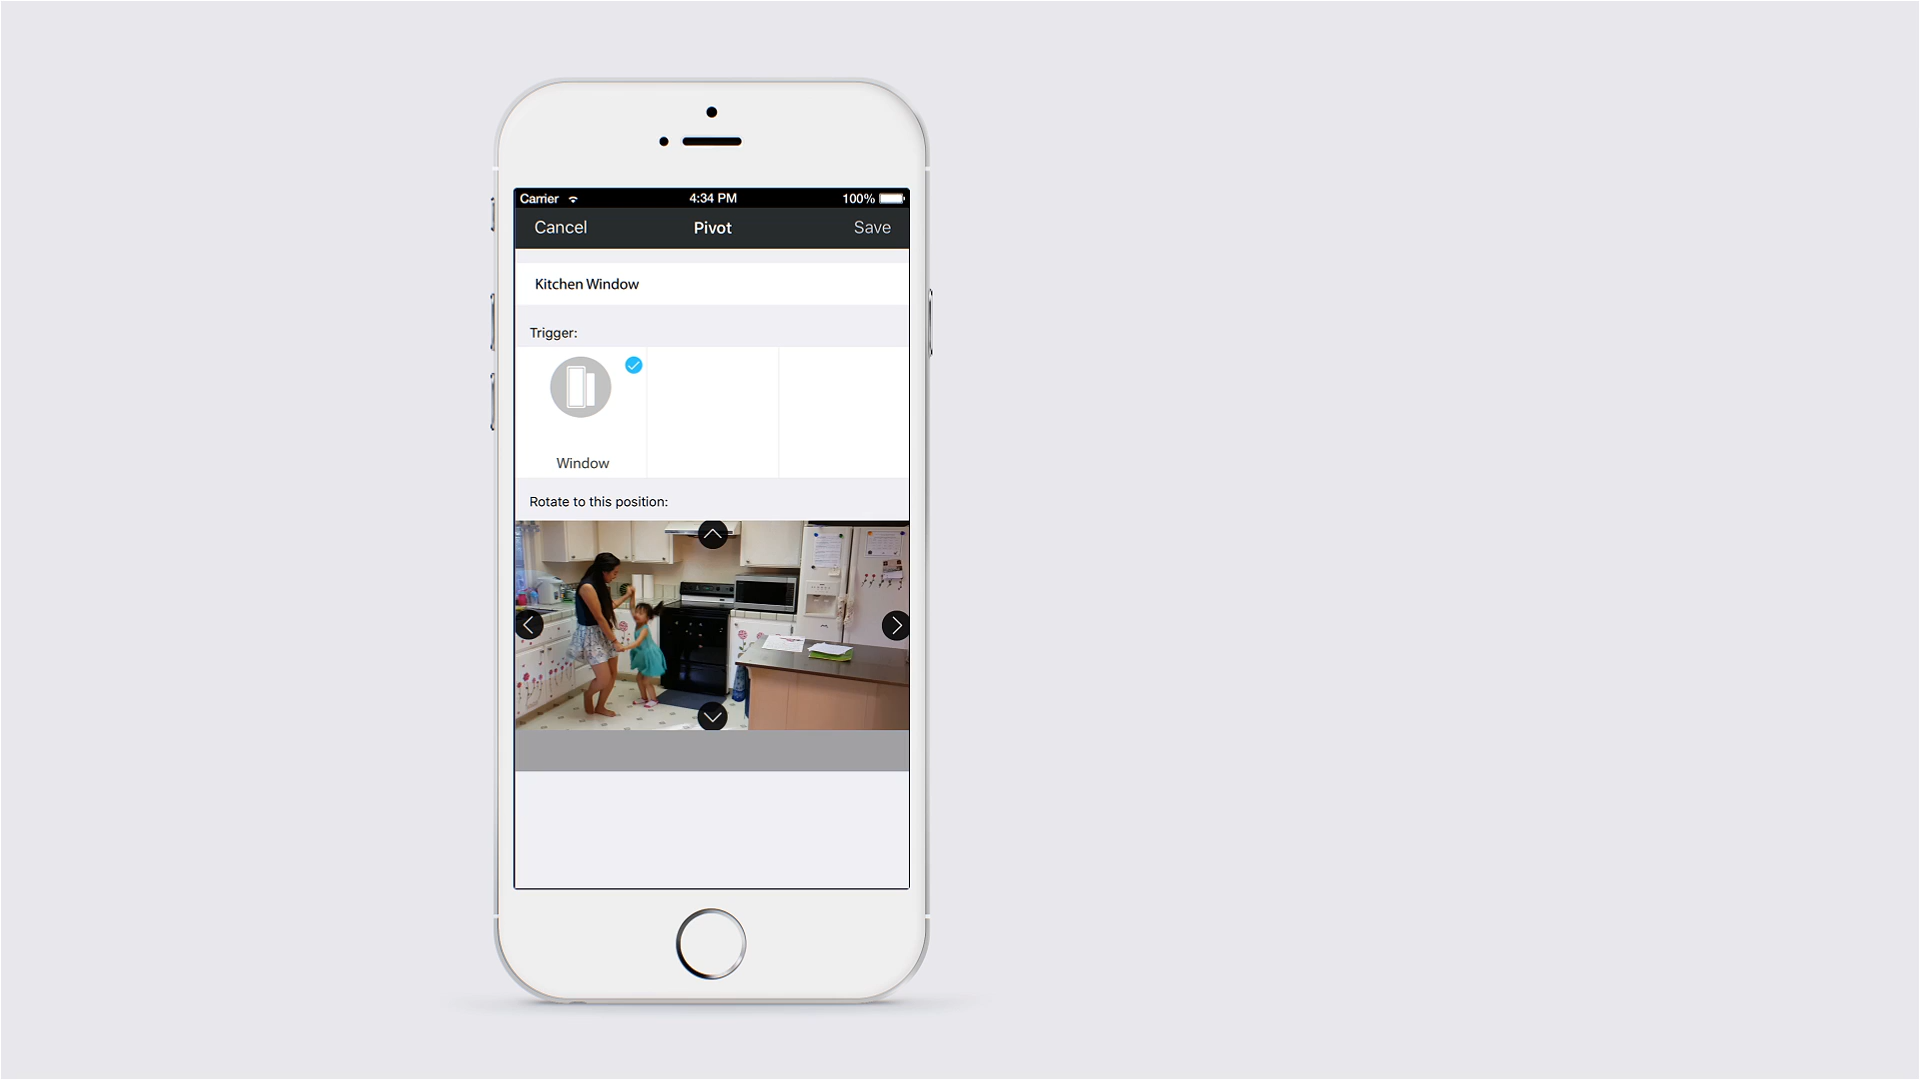 Carrier 4:34 PM 100%
Cancel Pivot Save
Kitchen Window
Trigger:
Window
Rotate to this position: